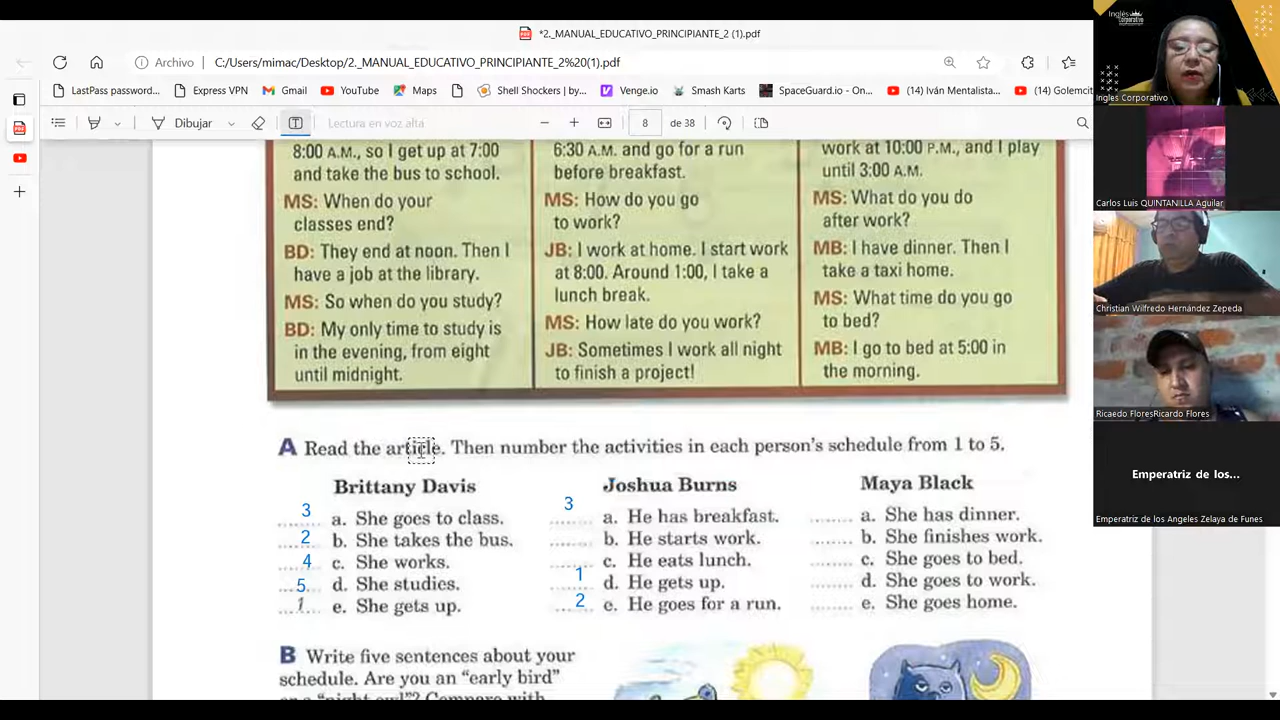 *2._MANUAL_EDUCATIVO_PRINCIPIANTE_2 (1).pdf
Archivo C:/Users/mimac/Desktop/2._MANUAL_EDUCATIVO_PRINCIPIANTE_2%20(1).pdf
LastPass password... Express VPN Gmail YouTube Maps Shell Shockers | by... Venge.io Smash Karts SpaceGuard.io - On... (14) Iván Mentalista... (14) Golemcit
Dibujar Lectura en voz alta 8 de 38
8:00 A.M., so I get up at 7:00
and take the bus to school.
MS: When do your
classes end?
BD: They end at noon. Then I
have a job at the library.
MS: So when do you study?
BD: My only time to study is
in the evening, from eight
until midnight.
6:30 A.M. and go for a run
before breakfast.
MS: How do you go
to work?
JB: I work at home. I start work
at 8:00. Around 1:00, I take a
lunch break.
MS: How late do you work?
JB: Sometimes I work all night
to finish a project!
work at 10:00 P.M., and I play
until 3:00 A.M.
MS: What do you do
after work?
MB: I have dinner. Then I
take a taxi home.
MS: What time do you go
to bed?
MB: I go to bed at 5:00 in
the morning.
A Read the article. Then number the activities in each person's schedule from 1 to 5.
Brittany Davis
3 a. She goes to class.
2 b. She takes the bus.
4 c. She works.
5 d. She studies.
1 e. She gets up.
Joshua Burns
3 a. He has breakfast.
b. He starts work.
c. He eats lunch.
1 d. He gets up.
2 e. He goes for a run.
Maya Black
a. She has dinner.
b. She finishes work.
c. She goes to bed.
d. She goes to work.
e. She goes home.
B Write five sentences about your
schedule. Are you an "early bird"
or a "night owl"? Compare with
Inglés
Corporativo
Ingles Corporativo
Carlos Luis QUINTANILLA Aguilar
Christian Wilfredo Hernández Zepeda
Ricaedo FloresRicardo Flores
Emperatriz de los...
Emperatriz de los Angeles Zelaya de Funes